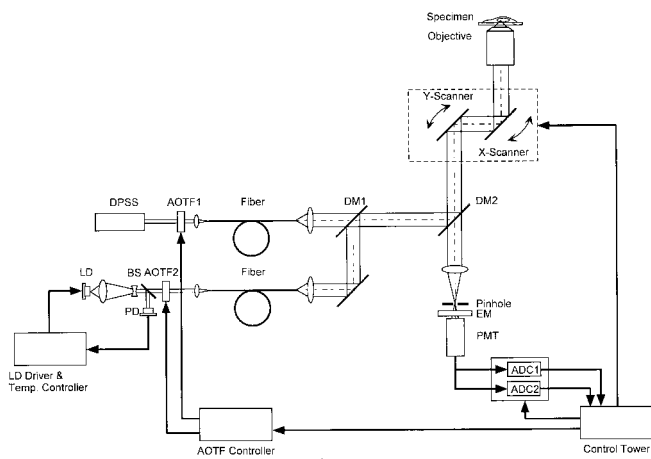 Specimen
Objective
Y-Scanner
X-Scanner
DPSS
AOTF1
Fiber
DM1
DM2
LD
BS
AOTF2
Fiber
PD
Pinhole
EM
PMT
LD Driver &
Temp. Controller
ADC1
ADC2
AOTF Controller
Control Tower